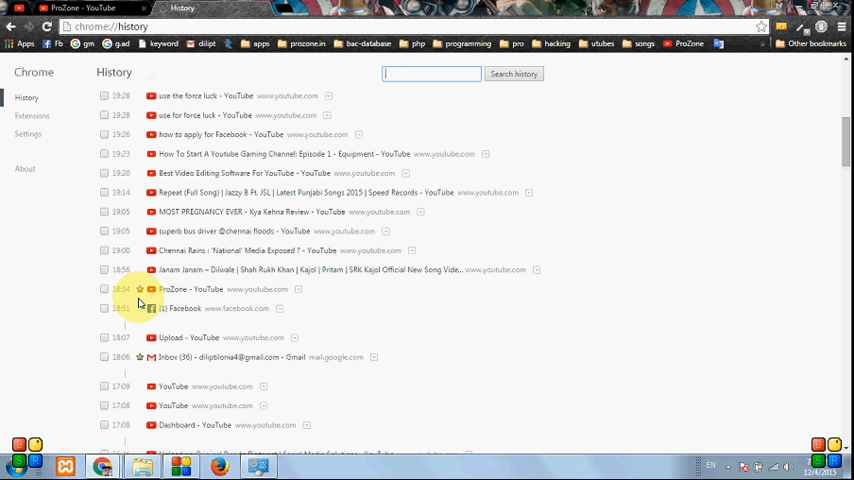 ProZone - YouTube
History
chrome://history
Apps Fb gm g.ad keyword dilipt apps prozone.in bac-database php programming pro hacking utubes songs ProZone Other bookmarks
Chrome
History
Search history
History
Extensions
Settings
About
19:28 use the force luck - YouTube www.youtube.com
19:28 use for force luck - YouTube www.youtube.com
19:26 how to apply for Facebook - YouTube www.youtube.com
19:23 How To Start A Youtube Gaming Channel: Episode 1 - Equipment - YouTube www.youtube.com
19:20 Best Video Editing Software For YouTube - YouTube www.youtube.com
19:14 Repeat (Full Song) | Jazzy B Ft. JSL | Latest Punjabi Songs 2015 | Speed Records - YouTube www.youtube.com
19:05 MOST PREGNANCY EVER - Kya Kehna Review - YouTube www.youtube.com
19:05 superb bus driver @chennai floods - YouTube www.youtube.com
19:00 Chennai Rains : 'National' Media Exposed !' - YouTube www.youtube.com
18:56 Janam Janam – Dilwale | Shah Rukh Khan | Kajol | Pritam | SRK Kajol Official New Song Vide... www.youtube.com
18:54 ProZone - YouTube www.youtube.com
18:51 (1) Facebook www.facebook.com
18:07 Upload - YouTube www.youtube.com
18:06 Inbox (36) - diliptilonia4@gmail.com - Gmail mail.google.com
17:09 YouTube www.youtube.com
17:08 YouTube www.youtube.com
17:08 Dashboard - YouTube www.youtube.com
EN
12/4/2015